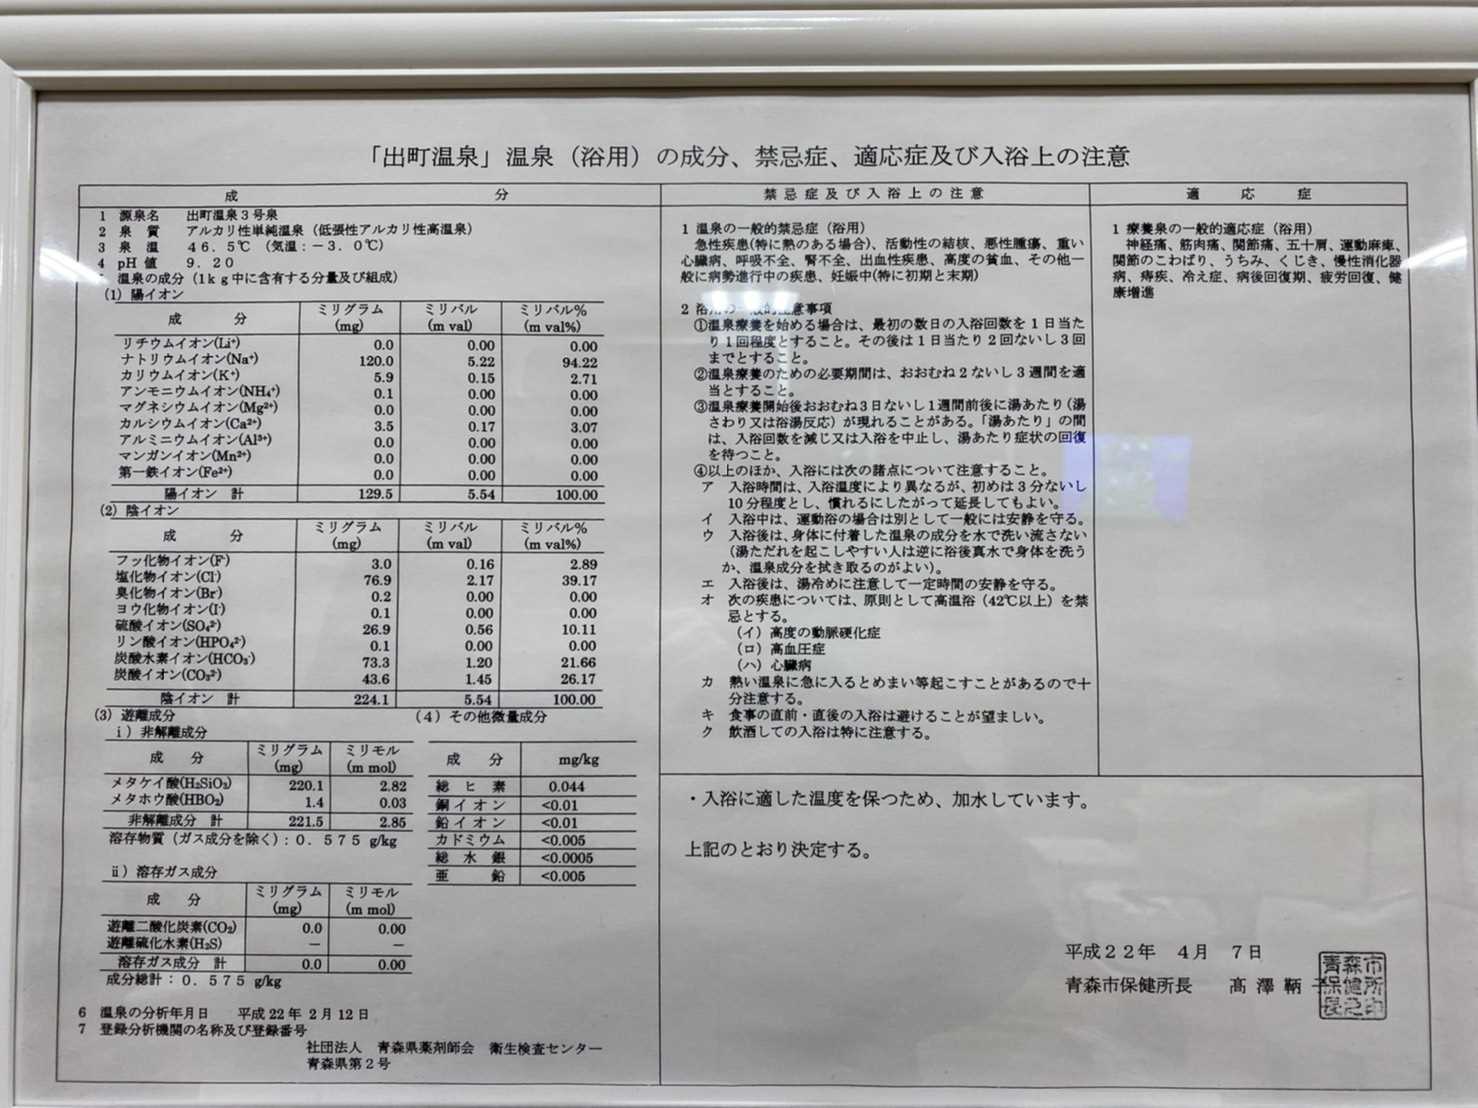 「出町温泉」温泉（浴用）の成分、禁忌症、適応症及び入浴上の注意
成　分
1 源泉名　出町温泉3号泉
2 泉 質　アルカリ性単純温泉（低張性アルカリ性高温泉）
3 泉 温　４６．５℃（気温：－３．０℃）
4 pH 値　９．２０
温泉の成分（1ｋｇ中に含有する分量及び組成）
(1) 陽イオン
成　分　ミリグラム(mg)　ミリバル(m val)　ミリバル%(m val%)
リチウムイオン(Li⁺)　0.0　0.00　0.00
ナトリウムイオン(Na⁺)　120.0　5.22　94.22
カリウムイオン(K⁺)　5.9　0.15　2.71
アンモニウムイオン(NH₄⁺)　0.1　0.00　0.00
マグネシウムイオン(Mg²⁺)　0.0　0.00　0.00
カルシウムイオン(Ca²⁺)　3.5　0.17　3.07
アルミニウムイオン(Al³⁺)　0.0　0.00　0.00
マンガンイオン(Mn²⁺)　0.0　0.00　0.00
第一鉄イオン(Fe²⁺)　0.0　0.00　0.00
陽イオン 計　129.5　5.54　100.00
(2) 陰イオン
成　分　ミリグラム(mg)　ミリバル(m val)　ミリバル%(m val%)
フッ化物イオン(F⁻)　3.0　0.16　2.89
塩化物イオン(Cl⁻)　76.9　2.17　39.17
臭化物イオン(Br⁻)　0.2　0.00　0.00
ヨウ化物イオン(I⁻)　0.1　0.00　0.00
硫酸イオン(SO₄²⁻)　26.9　0.56　10.11
リン酸イオン(HPO₄²⁻)　0.1　0.00　0.00
炭酸水素イオン(HCO₃⁻)　73.3　1.20　21.66
炭酸イオン(CO₃²⁻)　43.6　1.45　26.17
陰イオン 計　224.1　5.54　100.00
(3) 遊離成分
ⅰ）非解離成分
成　分　ミリグラム(mg)　ミリモル(m mol)
メタケイ酸(H₂SiO₃)　220.1　2.82
メタホウ酸(HBO₂)　1.4　0.03
非解離成分 計　221.5　2.85
溶存物質（ガス成分を除く）：０．５７５ g/kg
ⅱ）溶存ガス成分
成　分　ミリグラム(mg)　ミリモル(m mol)
遊離二酸化炭素(CO₂)　0.0　0.00
遊離硫化水素(H₂S)　－　－
溶存ガス成分 計　0.0　0.00
成分総計：０．５７５ g/kg
（4）その他微量成分
成　分　mg/kg
総 ヒ 素　0.044
銅イオン　<0.01
鉛イオン　<0.01
カドミウム　<0.005
総 水 銀　<0.0005
亜　鉛　<0.005
6 温泉の分析年月日　平成22年 2月12日
7 登録分析機関の名称及び登録番号
社団法人　青森県薬剤師会　衛生検査センター
青森県第２号
禁忌症及び入浴上の注意
1 温泉の一般的禁忌症（浴用）
急性疾患(特に熱のある場合)、活動性の結核、悪性腫瘍、重い
心臓病、呼吸不全、腎不全、出血性疾患、高度の貧血、その他一
般に病勢進行中の疾患、妊娠中(特に初期と末期)
2 浴用の一般的注意事項
①温泉療養を始める場合は、最初の数日の入浴回数を１日当た
り１回程度とすること。その後は１日当たり２回ないし３回
までとすること。
②温泉療養のための必要期間は、おおむね２ないし３週間を適
当とすること。
③温泉療養開始後おおむね3日ないし1週間前後に湯あたり（湯
さわり又は浴湯反応）が現れることがある。「湯あたり」の間
は、入浴回数を減じ又は入浴を中止し、湯あたり症状の回復
を待つこと。
④以上のほか、入浴には次の諸点について注意すること。
ア　入浴時間は、入浴温度により異なるが、初めは３分ないし
10分程度とし、慣れるにしたがって延長してもよい。
イ　入浴中は、運動浴の場合は別として一般には安静を守る。
ウ　入浴後は、身体に付着した温泉の成分を水で洗い流さない
（湯ただれを起こしやすい人は逆に浴後真水で身体を洗う
か、温泉成分を拭き取るのがよい）。
エ　入浴後は、湯冷めに注意して一定時間の安静を守る。
オ　次の疾患については、原則として高温浴（42℃以上）を禁
忌とする。
（イ）高度の動脈硬化症
（ロ）高血圧症
（ハ）心臓病
カ　熱い温泉に急に入るとめまい等起こすことがあるので十
分注意する。
キ　食事の直前・直後の入浴は避けることが望ましい。
ク　飲酒しての入浴は特に注意する。
適　応　症
1 療養泉の一般的適応症（浴用）
神経痛、筋肉痛、関節痛、五十肩、運動麻痺、
関節のこわばり、うちみ、くじき、慢性消化器
病、痔疾、冷え症、病後回復期、疲労回復、健
康増進
・入浴に適した温度を保つため、加水しています。
上記のとおり決定する。
平成２２年　４月　７日
青森市保健所長　髙 澤 鞆 子
青森市
保健所
長之印